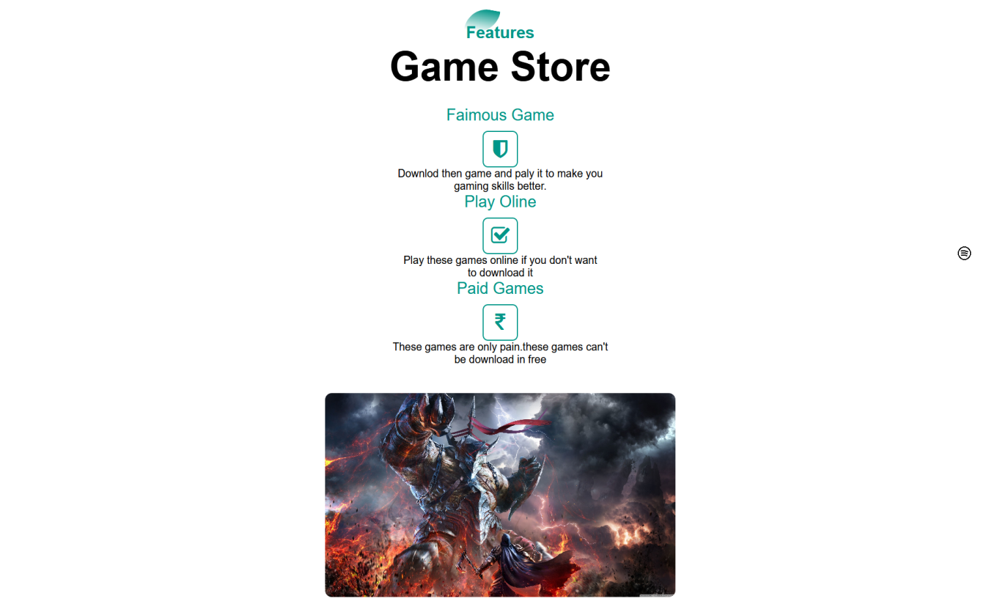 Features
Game Store
Faimous Game
Downlod then game and paly it to make you
gaming skills better.
Play Oline
Play these games online if you don't want
to download it
Paid Games
₹
These games are only pain.these games can't
be download in free